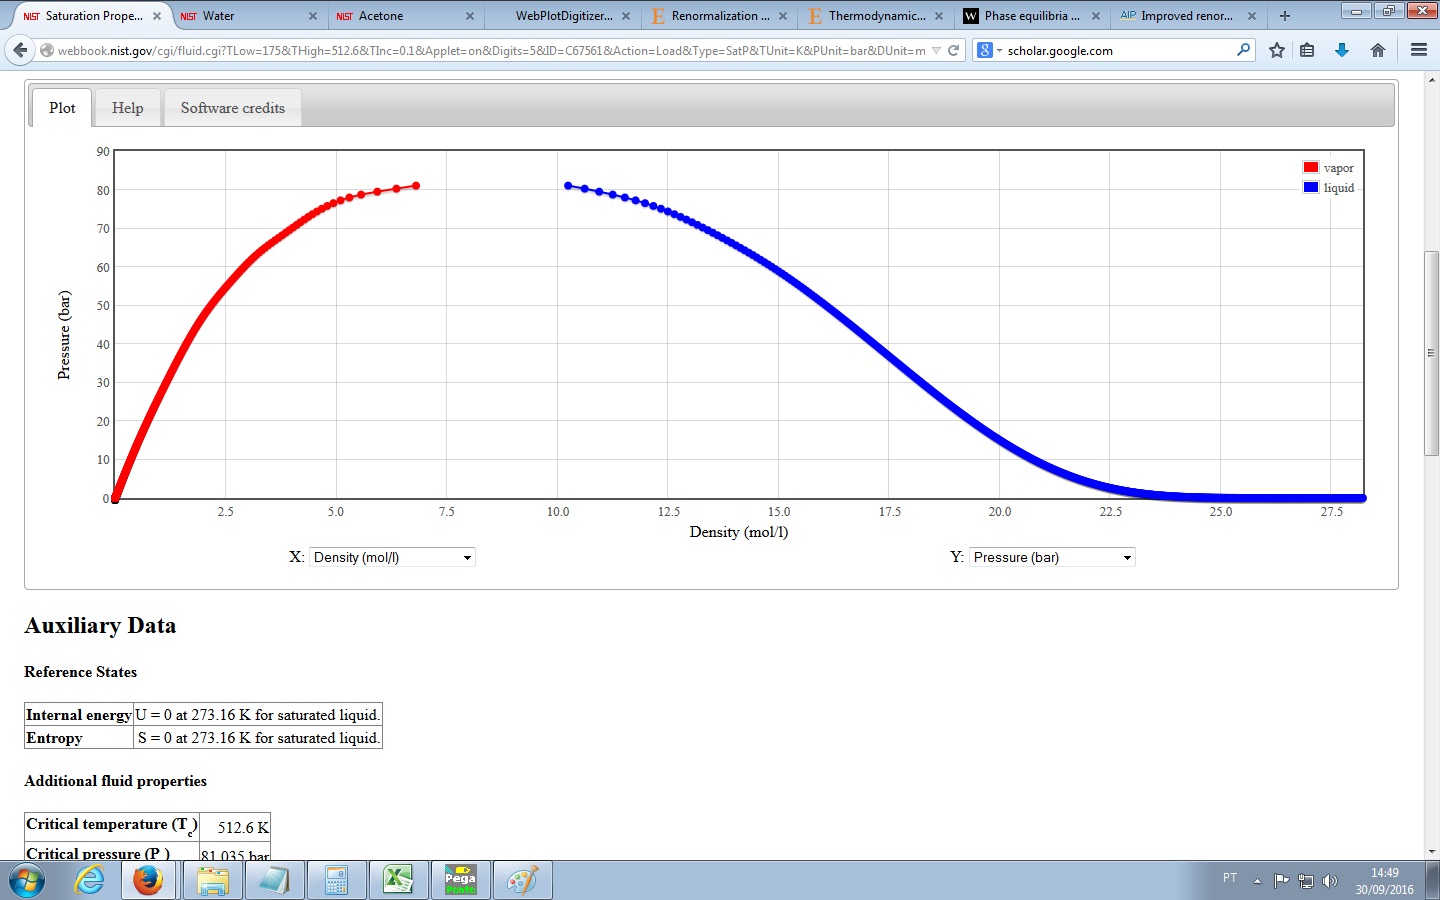 NIST Saturation Prope...
NIST Water
NIST Acetone
WebPlotDigitizer...
E Renormalization ...
E Thermodynamic...
W Phase equilibria ...
AIP Improved renor...
webbook.nist.gov/cgi/fluid.cgi?TLow=175&THigh=512.6&TInc=0.1&Applet=on&Digits=5&ID=C67561&Action=Load&Type=SatP&TUnit=K&PUnit=bar&DUnit=m
8 scholar.google.com
Plot
Help
Software credits
90
80
70
60
50
40
30
20
10
0
Pressure (bar)
vapor
liquid
2.5 5.0 7.5 10.0 12.5 15.0 17.5 20.0 22.5 25.0 27.5
Density (mol/l)
X: Density (mol/l)
Y: Pressure (bar)
Auxiliary Data
Reference States
Internal energy U = 0 at 273.16 K for saturated liquid.
Entropy S = 0 at 273.16 K for saturated liquid.
Additional fluid properties
Critical temperature (Tc) 512.6 K
Critical pressure (P ) 81.035 bar
Pega
Ponto
PT
14:49
30/09/2016